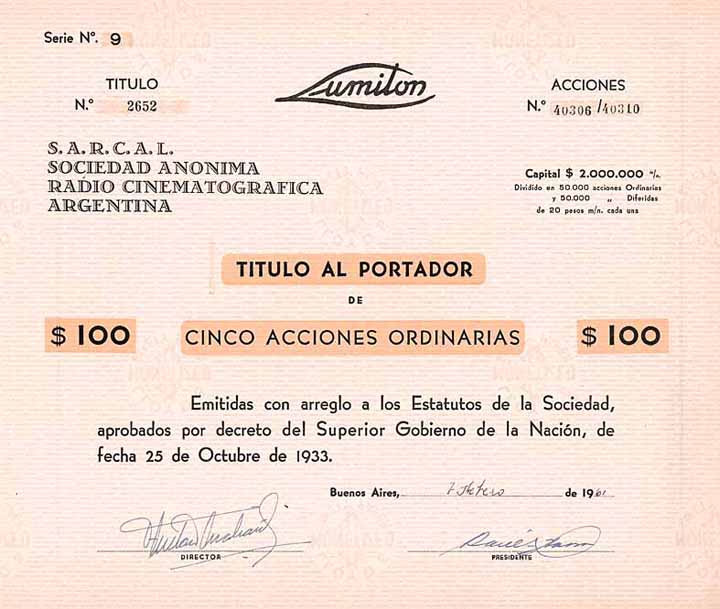 Serie Nº. 9
Lumiton
TITULO
N.º 2652
ACCIONES
N.º 40306/40310
S. A. R. C. A. L.
SOCIEDAD ANONIMA
RADIO CINEMATOGRAFICA
ARGENTINA
Capital $ 2.000.000 m/n.
Dividido en 50.000 acciones Ordinarias
y 50.000 „ Diferidas
de 20 pesos m/n. cada una
TITULO AL PORTADOR
DE
$ 100 CINCO ACCIONES ORDINARIAS $ 100
Emitidas con arreglo a los Estatutos de la Sociedad,
aprobados por decreto del Superior Gobierno de la Nación, de
fecha 25 de Octubre de 1933.
Buenos Aires, de 1961
DIRECTOR
PRESIDENTE